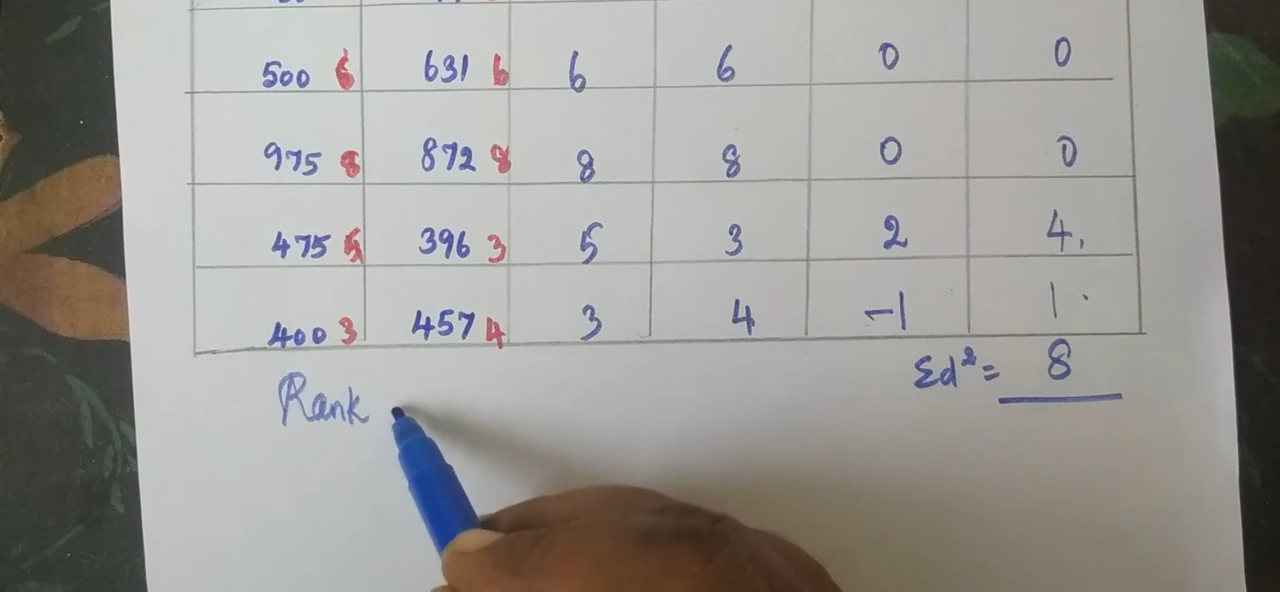 500 6 631 6 6 6 0 0
975 8 872 8 8 8 0 0
475 5 396 3 5 3 2 4.
400 3 457 4 3 4 -1 1.
Σd²= 8
Rank